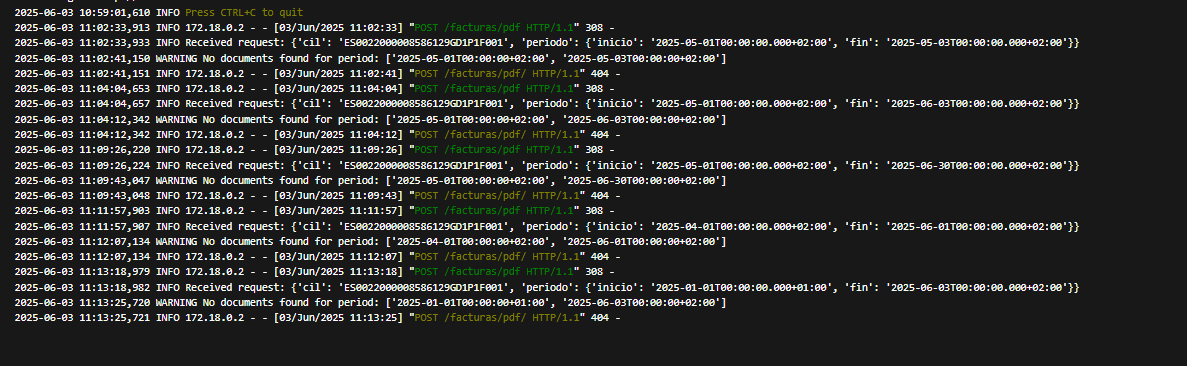 2025-06-03 10:59:01,610 INFO Press CTRL+C to quit
2025-06-03 11:02:33,913 INFO 172.18.0.2 - - [03/Jun/2025 11:02:33] "POST /facturas/pdf HTTP/1.1" 308 -
2025-06-03 11:02:33,933 INFO Received request: {'cil': 'ES0022000008586129GD1P1F001', 'periodo': {'inicio': '2025-05-01T00:00:00.000+02:00', 'fin': '2025-05-03T00:00:00.000+02:00'}}
2025-06-03 11:02:41,150 WARNING No documents found for period: ['2025-05-01T00:00:00+02:00', '2025-05-03T00:00:00+02:00']
2025-06-03 11:02:41,151 INFO 172.18.0.2 - - [03/Jun/2025 11:02:41] "POST /facturas/pdf/ HTTP/1.1" 404 -
2025-06-03 11:04:04,653 INFO 172.18.0.2 - - [03/Jun/2025 11:04:04] "POST /facturas/pdf HTTP/1.1" 308 -
2025-06-03 11:04:04,657 INFO Received request: {'cil': 'ES0022000008586129GD1P1F001', 'periodo': {'inicio': '2025-05-01T00:00:00.000+02:00', 'fin': '2025-06-03T00:00:00.000+02:00'}}
2025-06-03 11:04:12,342 WARNING No documents found for period: ['2025-05-01T00:00:00+02:00', '2025-06-03T00:00:00+02:00']
2025-06-03 11:04:12,342 INFO 172.18.0.2 - - [03/Jun/2025 11:04:12] "POST /facturas/pdf/ HTTP/1.1" 404 -
2025-06-03 11:09:26,220 INFO 172.18.0.2 - - [03/Jun/2025 11:09:26] "POST /facturas/pdf HTTP/1.1" 308 -
2025-06-03 11:09:26,224 INFO Received request: {'cil': 'ES0022000008586129GD1P1F001', 'periodo': {'inicio': '2025-05-01T00:00:00.000+02:00', 'fin': '2025-06-30T00:00:00.000+02:00'}}
2025-06-03 11:09:43,047 WARNING No documents found for period: ['2025-05-01T00:00:00+02:00', '2025-06-30T00:00:00+02:00']
2025-06-03 11:09:43,048 INFO 172.18.0.2 - - [03/Jun/2025 11:09:43] "POST /facturas/pdf/ HTTP/1.1" 404 -
2025-06-03 11:11:57,903 INFO 172.18.0.2 - - [03/Jun/2025 11:11:57] "POST /facturas/pdf HTTP/1.1" 308 -
2025-06-03 11:11:57,907 INFO Received request: {'cil': 'ES0022000008586129GD1P1F001', 'periodo': {'inicio': '2025-04-01T00:00:00.000+02:00', 'fin': '2025-06-01T00:00:00.000+02:00'}}
2025-06-03 11:12:07,134 WARNING No documents found for period: ['2025-04-01T00:00:00+02:00', '2025-06-01T00:00:00+02:00']
2025-06-03 11:12:07,134 INFO 172.18.0.2 - - [03/Jun/2025 11:12:07] "POST /facturas/pdf/ HTTP/1.1" 404 -
2025-06-03 11:13:18,979 INFO 172.18.0.2 - - [03/Jun/2025 11:13:18] "POST /facturas/pdf HTTP/1.1" 308 -
2025-06-03 11:13:18,982 INFO Received request: {'cil': 'ES0022000008586129GD1P1F001', 'periodo': {'inicio': '2025-01-01T00:00:00.000+01:00', 'fin': '2025-06-03T00:00:00.000+02:00'}}
2025-06-03 11:13:25,720 WARNING No documents found for period: ['2025-01-01T00:00:00+01:00', '2025-06-03T00:00:00+02:00']
2025-06-03 11:13:25,721 INFO 172.18.0.2 - - [03/Jun/2025 11:13:25] "POST /facturas/pdf/ HTTP/1.1" 404 -